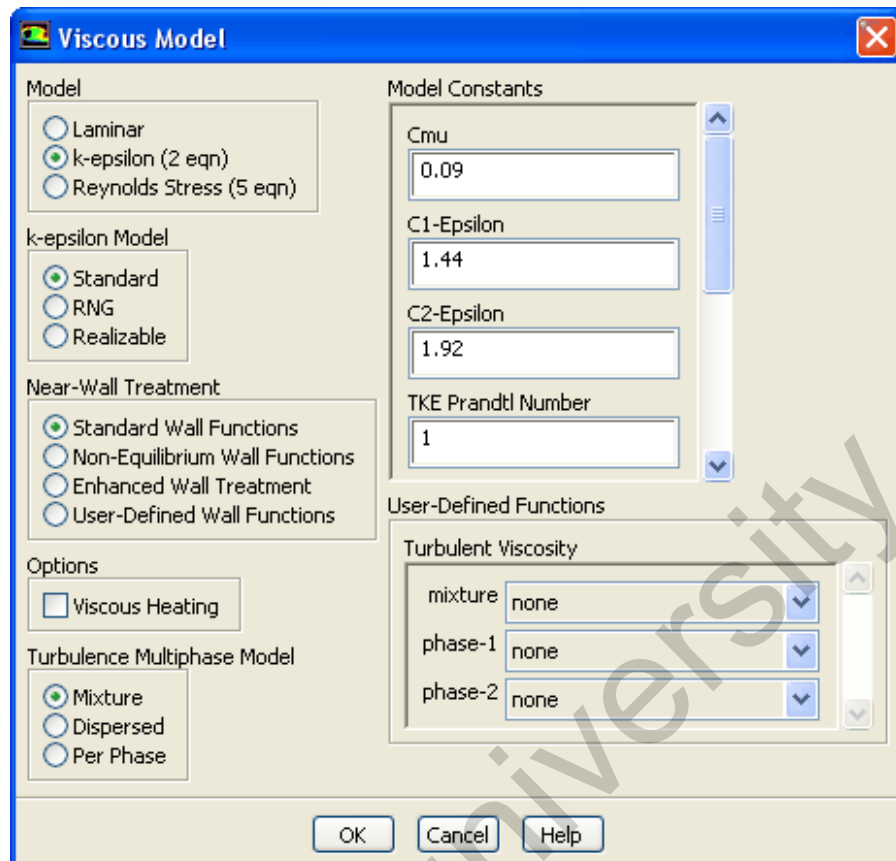 Viscous Model
Model
Laminar
k-epsilon (2 eqn)
Reynolds Stress (5 eqn)
k-epsilon Model
Standard
RNG
Realizable
Near-Wall Treatment
Standard Wall Functions
Non-Equilibrium Wall Functions
Enhanced Wall Treatment
User-Defined Wall Functions
Options
Viscous Heating
Turbulence Multiphase Model
Mixture
Dispersed
Per Phase
Model Constants
Cmu
0.09
C1-Epsilon
1.44
C2-Epsilon
1.92
TKE Prandtl Number
1
User-Defined Functions
Turbulent Viscosity
mixture none
phase-1 none
phase-2 none
OK Cancel Help
university